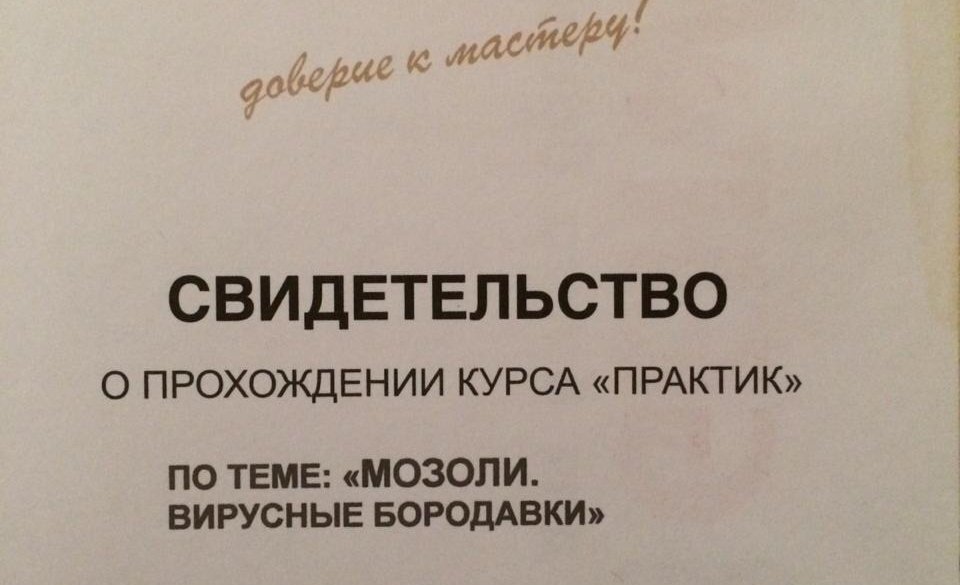 доверие к мастеру!
СВИДЕТЕЛЬСТВО
О ПРОХОЖДЕНИИ КУРСА «ПРАКТИК»
ПО ТЕМЕ: «МОЗОЛИ.
ВИРУСНЫЕ БОРОДАВКИ»